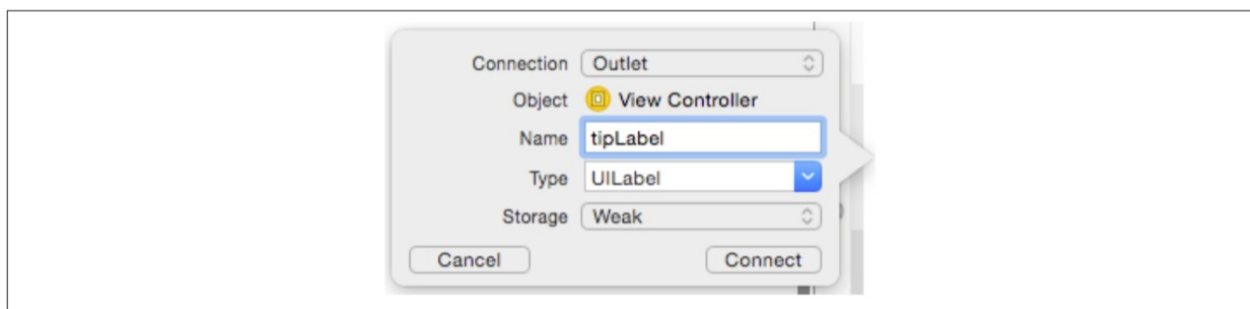 Connection Outlet
Object View Controller
Name tipLabel
Type UILabel
Storage Weak
Cancel Connect